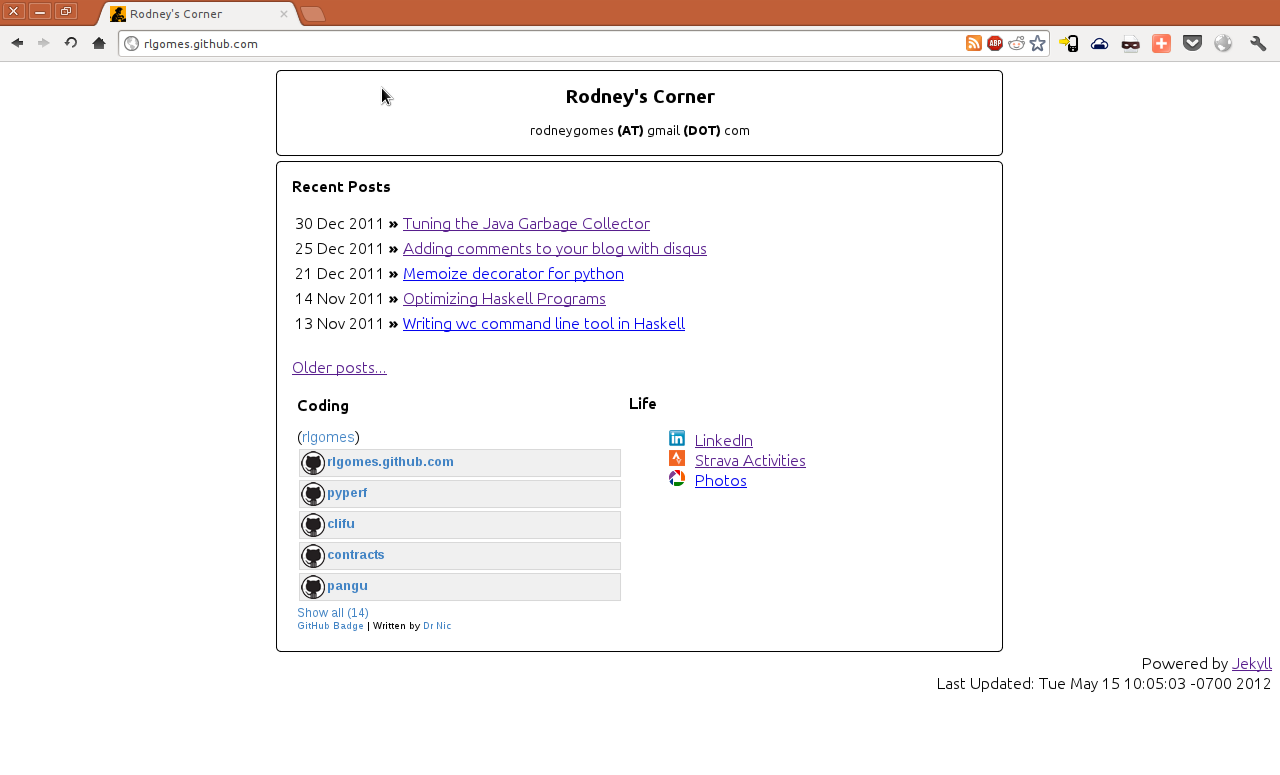 Rodney's Corner
rlgomes.github.com
ABP
Rodney's Corner
rodneygomes (AT) gmail (DOT) com
Recent Posts
30 Dec 2011 » Tuning the Java Garbage Collector
25 Dec 2011 » Adding comments to your blog with disqus
21 Dec 2011 » Memoize decorator for python
14 Nov 2011 » Optimizing Haskell Programs
13 Nov 2011 » Writing wc command line tool in Haskell
Older posts...
Coding
(rlgomes)
rlgomes.github.com
pyperf
clifu
contracts
pangu
Show all (14)
GitHub Badge | Written by Dr Nic
Life
in LinkedIn
Strava Activities
Photos
Powered by Jekyll
Last Updated: Tue May 15 10:05:03 -0700 2012